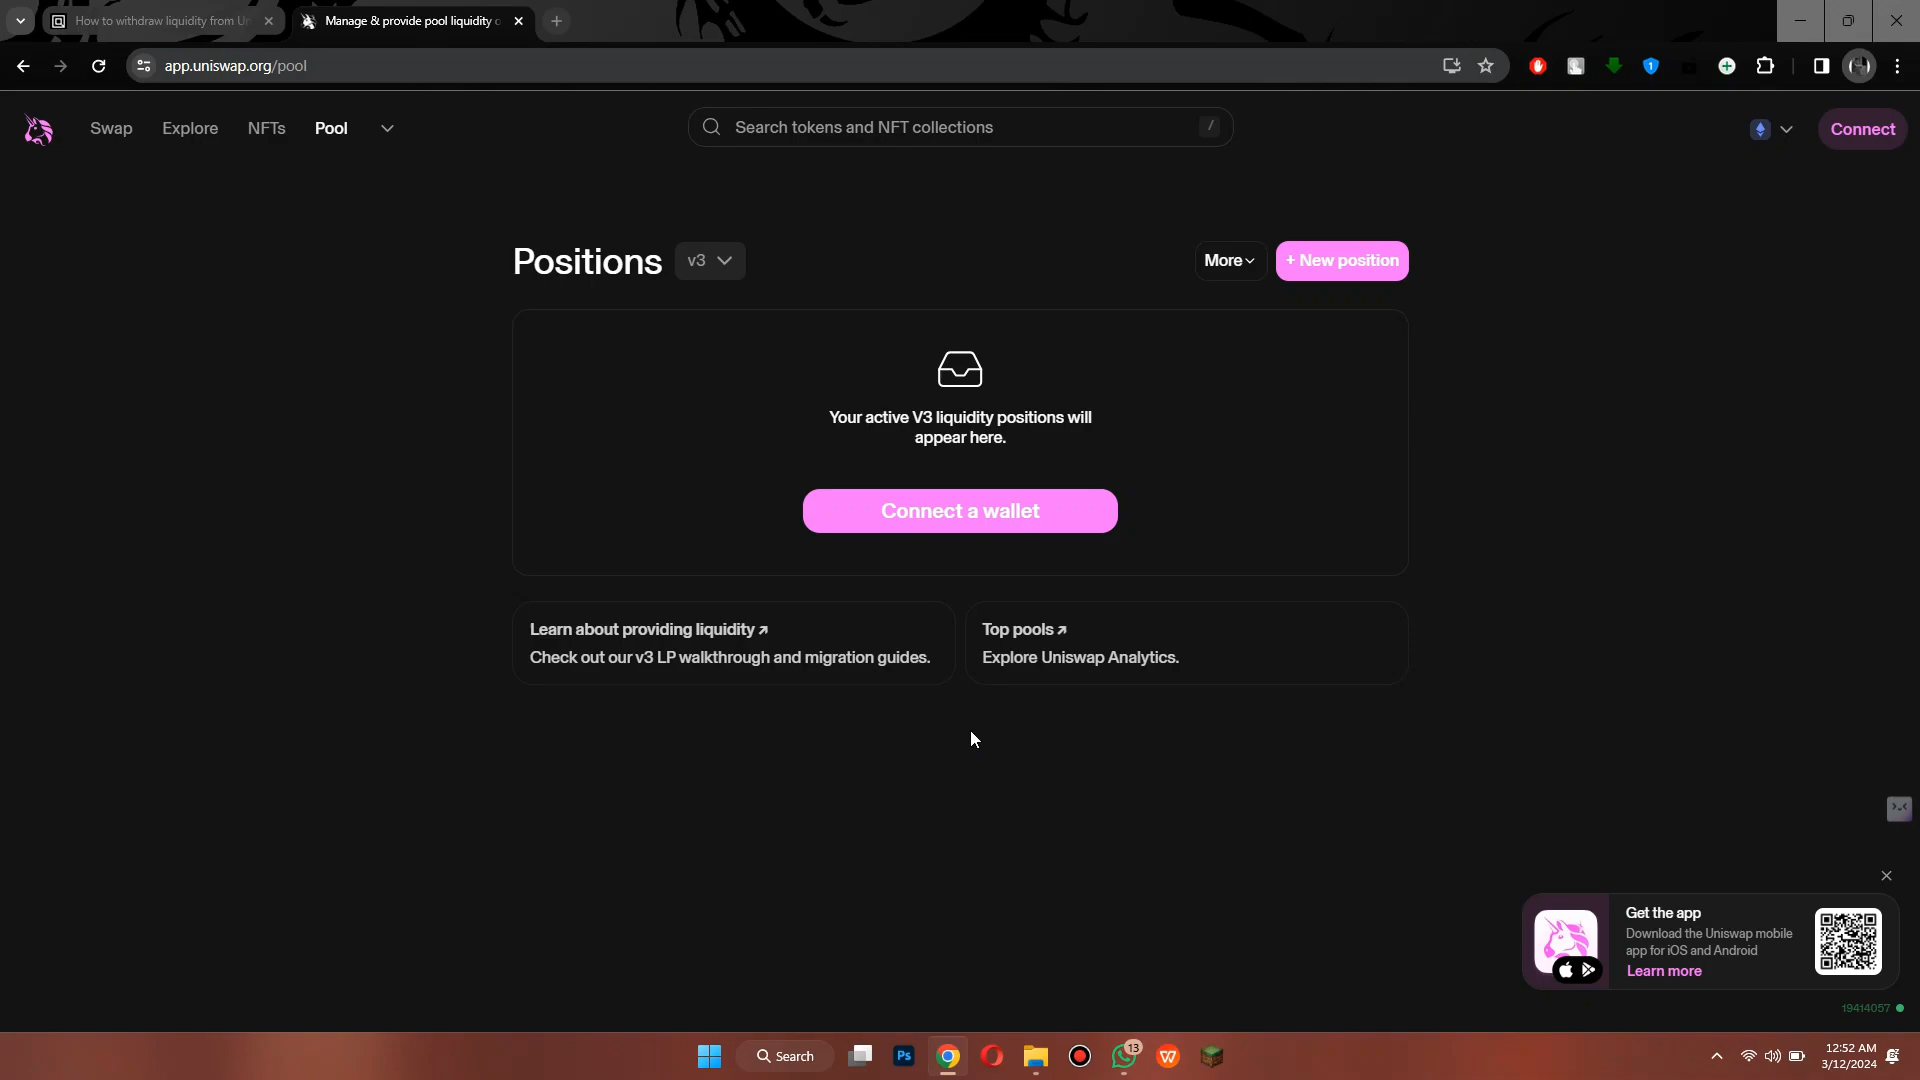 How to withdraw liquidity from Un
Manage & provide pool liquidity o
app.uniswap.org/pool
1
Swap
Explore
NFTs
Pool
Search tokens and NFT collections
/
Connect
Positions
v3
More
+ New position
Your active V3 liquidity positions will
appear here.
Connect a wallet
Learn about providing liquidity ↗
Check out our v3 LP walkthrough and migration guides.
Top pools ↗
Explore Uniswap Analytics.
Get the app
Download the Uniswap mobile
app for iOS and Android
Learn more
19414057
Search
Ps
13
12:52 AM
3/12/2024